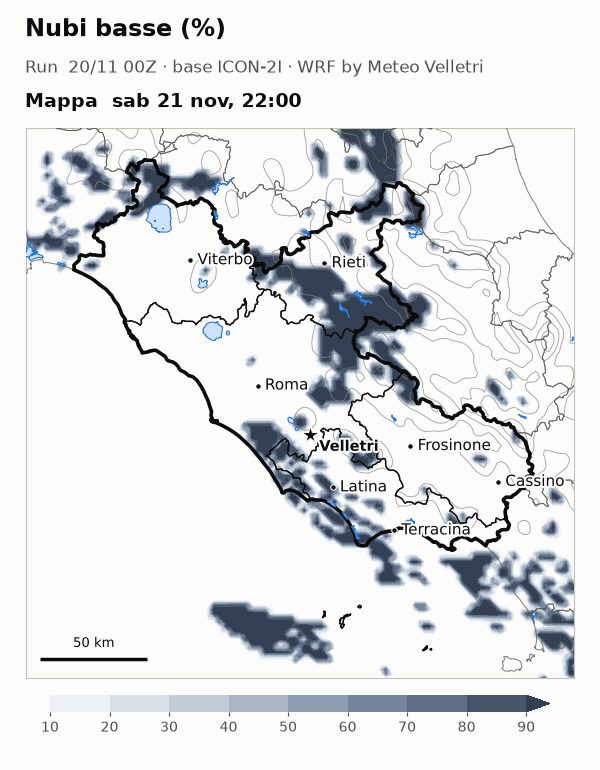 Nubi basse (%)
Run  20/11 00Z · base ICON-2I · WRF by Meteo Velletri
Mappa  sab 21 nov, 22:00
Viterbo
Rieti
Roma
Velletri
Frosinone
Latina
Cassino
Terracina
50 km
10 20 30 40 50 60 70 80 90